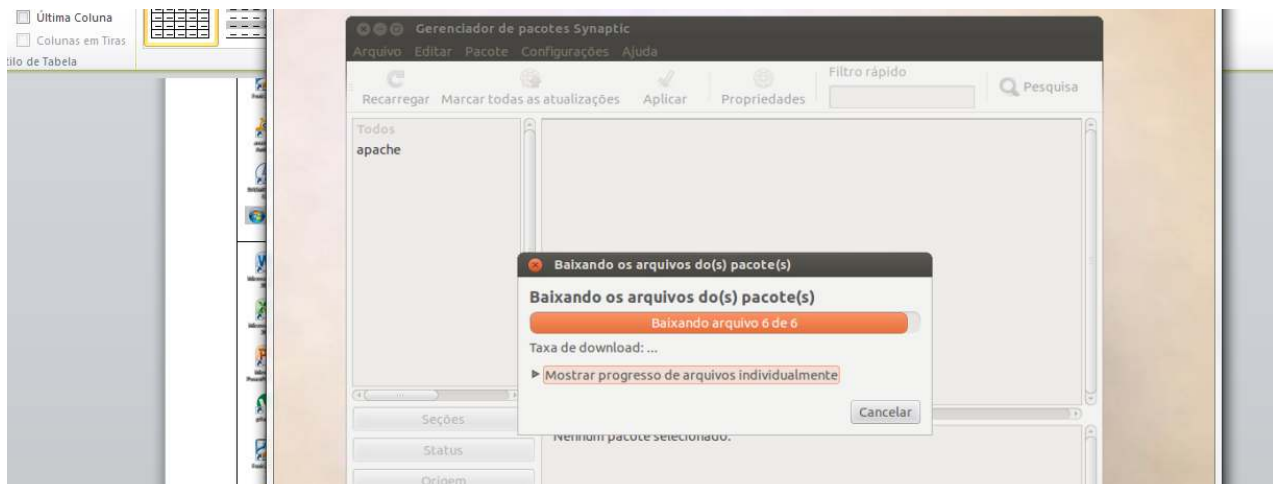 Última Coluna
Colunas em Tiras
tilo de Tabela
Gerenciador de pacotes Synaptic
Arquivo Editar Pacote Configurações Ajuda
Recarregar Marcar todas as atualizações Aplicar Propriedades
Filtro rápido
Pesquisa
Todos
apache
Baixando os arquivos do(s) pacote(s)
Baixando os arquivos do(s) pacote(s)
Baixando arquivo 6 de 6
Taxa de download: ...
Mostrar progresso de arquivos individualmente
Cancelar
Seções
Nenhum pacote selecionado.
Status
Origem